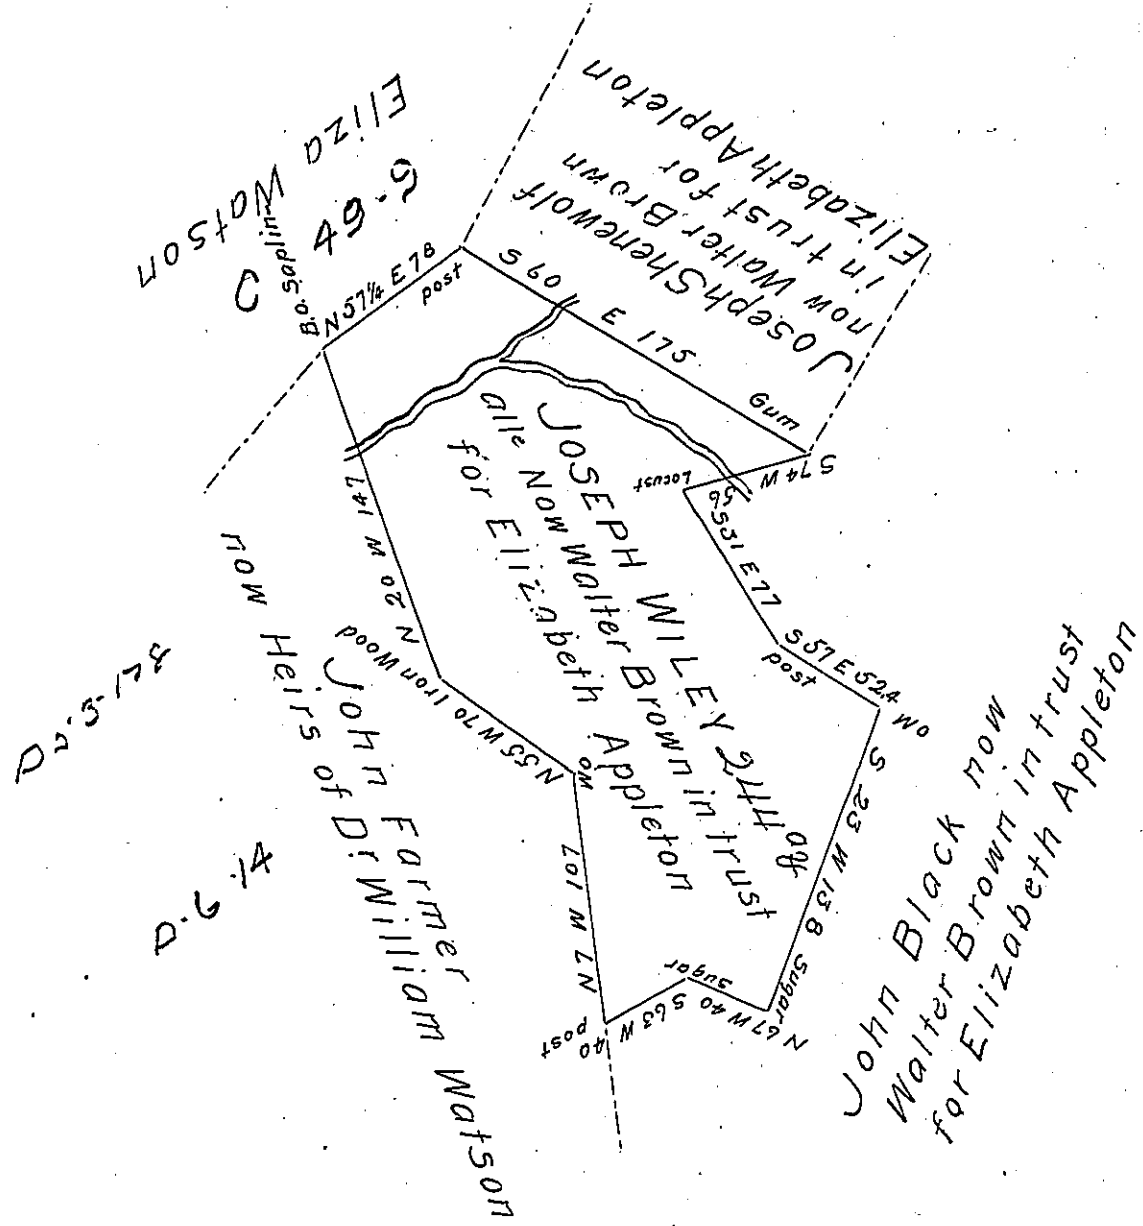 Eliza Watson
C 49-9
Joseph Shenewolf
now Walter Brown
in trust for
Elizabeth Appleton
B.O. Saplin
N 57¼ E 78
post
S 60 E 175
Gum
S 74 W 56
Locust
S 31 E 77
post
S 57 E 52.4
WO
S 23 W 138
Sugar
N 67 W 40
Sugar
S 63 W 40
post
N 7 W 107
WO
N 55 W 70
Iron Wood
N 20 W 147
JOSEPH WILEY 244 ay
alle Now Walter Brown in trust
for Elizabeth Appleton
John Farmer
now Heirs of Dr William Watson
John Black now
Walter Brown in trust
for Elizabeth Appleton
D-6-14